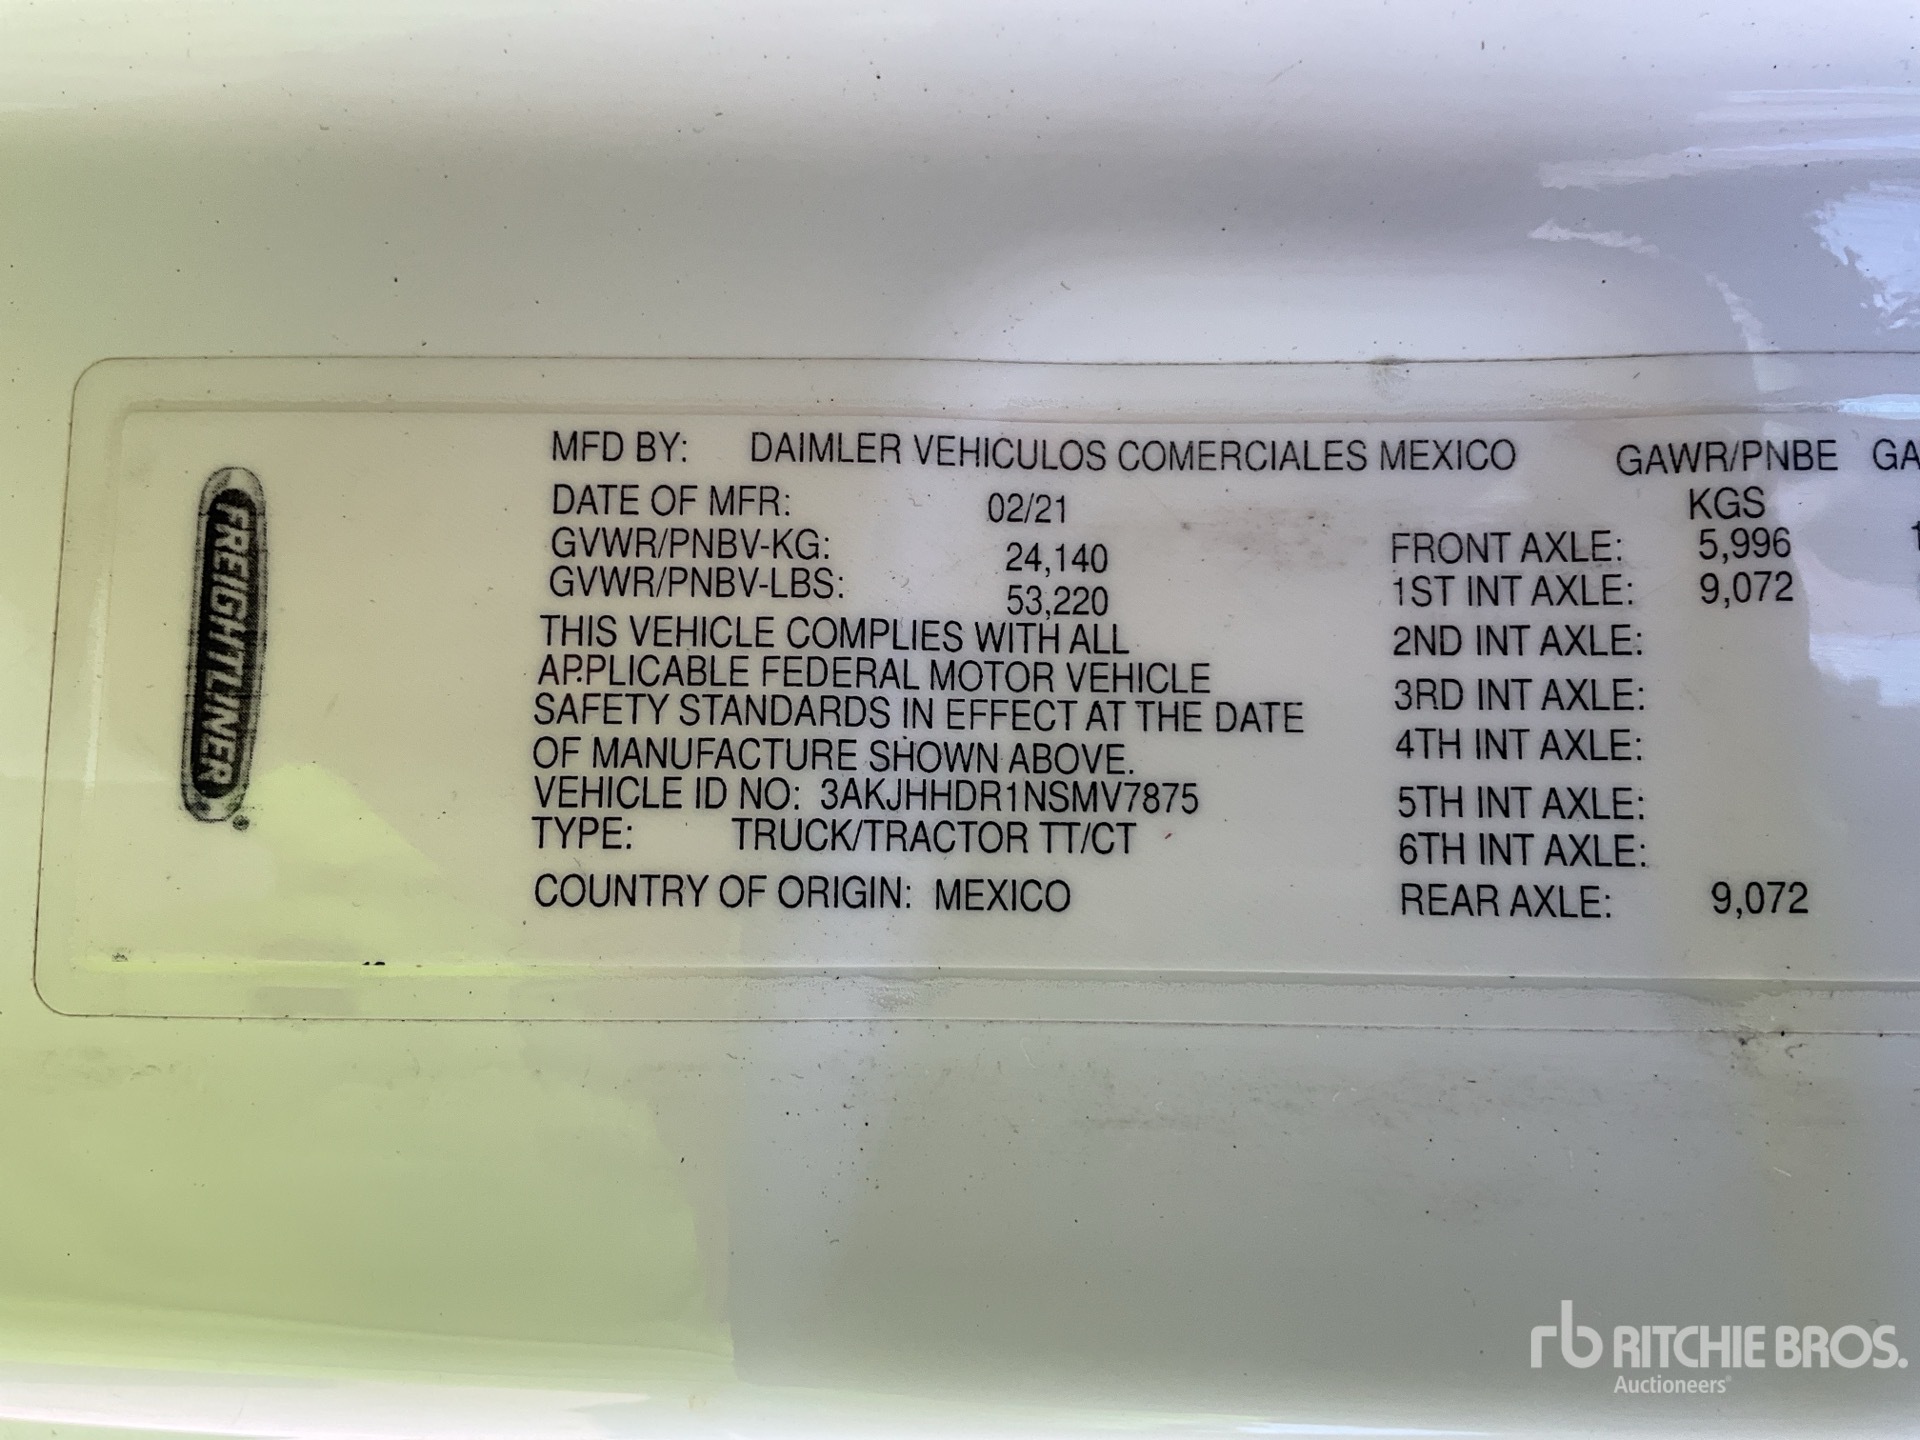 FREIGHTLINER
MFD BY: DAIMLER VEHICULOS COMERCIALES MEXICO GAWR/PNBE GA
DATE OF MFR: 02/21 KGS
GVWR/PNBV-KG: 24,140 FRONT AXLE: 5,996 1
GVWR/PNBV-LBS: 53,220 1ST INT AXLE: 9,072
THIS VEHICLE COMPLIES WITH ALL 2ND INT AXLE:
APPLICABLE FEDERAL MOTOR VEHICLE 3RD INT AXLE:
SAFETY STANDARDS IN EFFECT AT THE DATE
OF MANUFACTURE SHOWN ABOVE. 4TH INT AXLE:
VEHICLE ID NO: 3AKJHHDR1NSMV7875 5TH INT AXLE:
TYPE: TRUCK/TRACTOR TT/CT 6TH INT AXLE:
COUNTRY OF ORIGIN: MEXICO REAR AXLE: 9,072
rb RITCHIE BROS.
Auctioneers